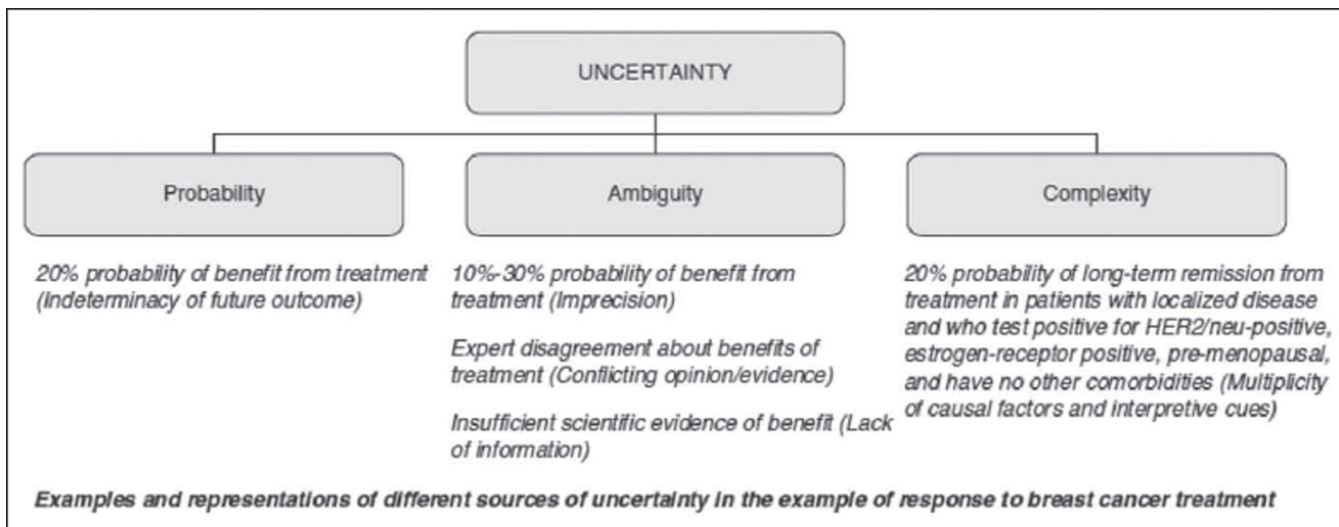 UNCERTAINTY
Probability
Ambiguity
Complexity
20% probability of benefit from treatment
(Indeterminacy of future outcome)
10%-30% probability of benefit from
treatment (Imprecision)
Expert disagreement about benefits of
treatment (Conflicting opinion/evidence)
Insufficient scientific evidence of benefit (Lack
of information)
20% probability of long-term remission from
treatment in patients with localized disease
and who test positive for HER2/neu-positive,
estrogen-receptor positive, pre-menopausal,
and have no other comorbidities (Multiplicity
of causal factors and interpretive cues)
Examples and representations of different sources of uncertainty in the example of response to breast cancer treatment